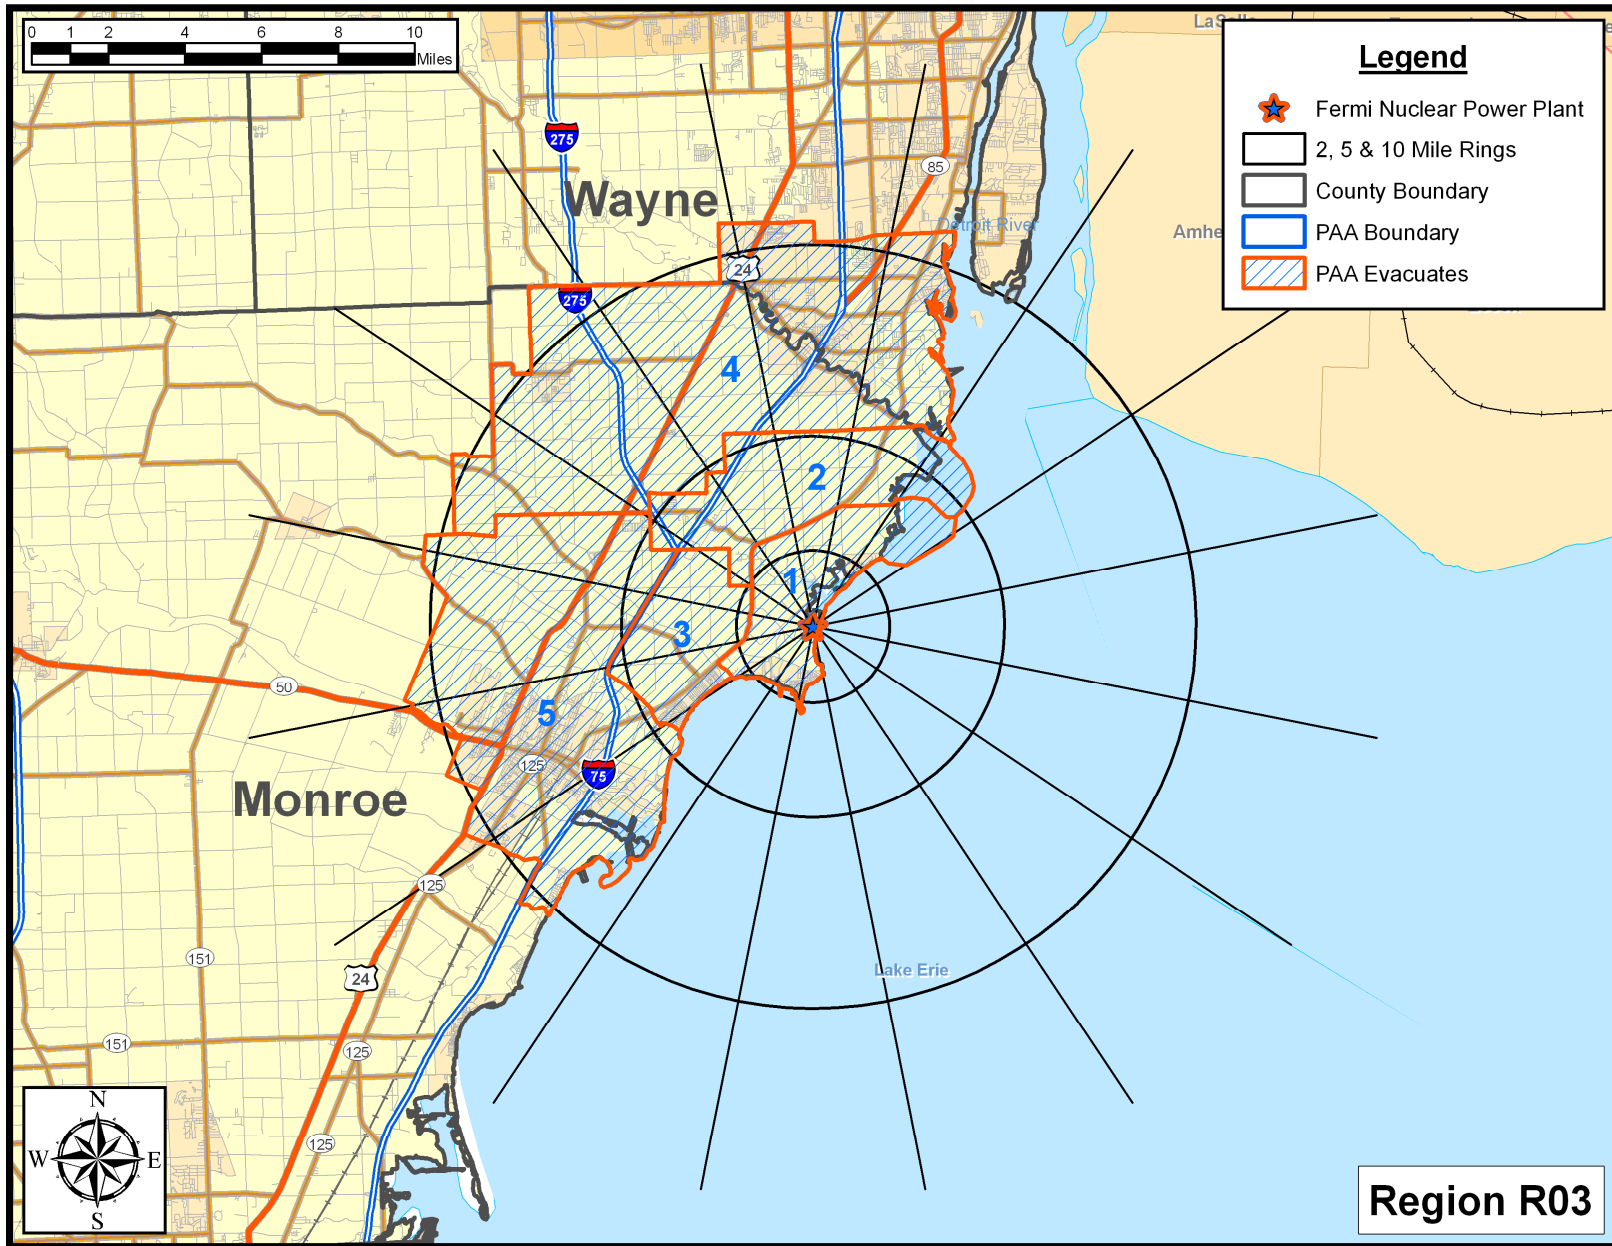 0 1 2 4 6 8 10
Miles
LaSalle
Legend
Fermi Nuclear Power Plant
2, 5 & 10 Mile Rings
County Boundary
PAA Boundary
PAA Evacuates
275
85
Wayne
Detroit River
Amhe
24
275
4
2
1
3
50
5
125
75
Monroe
125
151
24
Lake Erie
151
125
125
N
W E
S
Region R03